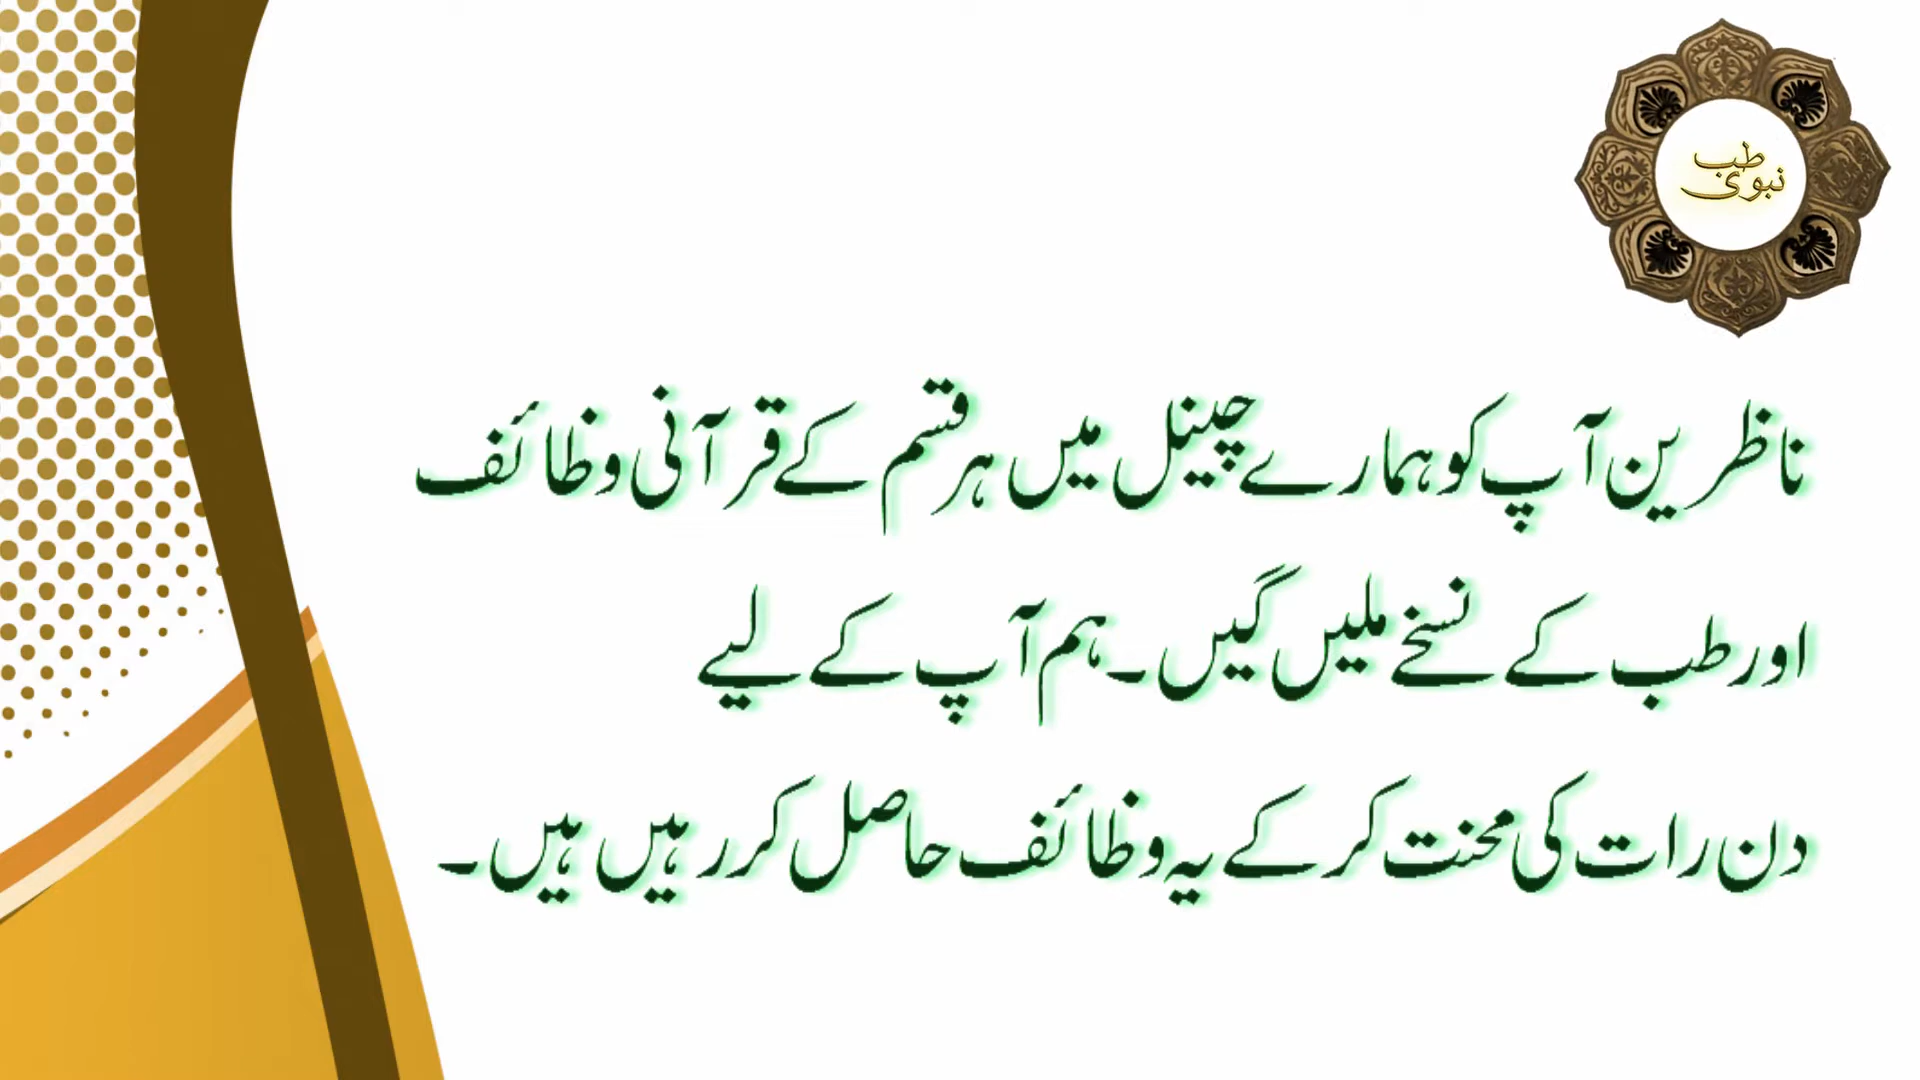 طب
نبوی
ناظرین آپ کو ہمارے چینل میں ہر قسم کے قرآنی وظائف
اور طب کے نسخے ملیں گیں۔ ہم آپ کے لیے
دن رات کی محنت کر کے یہ وظائف حاصل کر رہیں ہیں۔